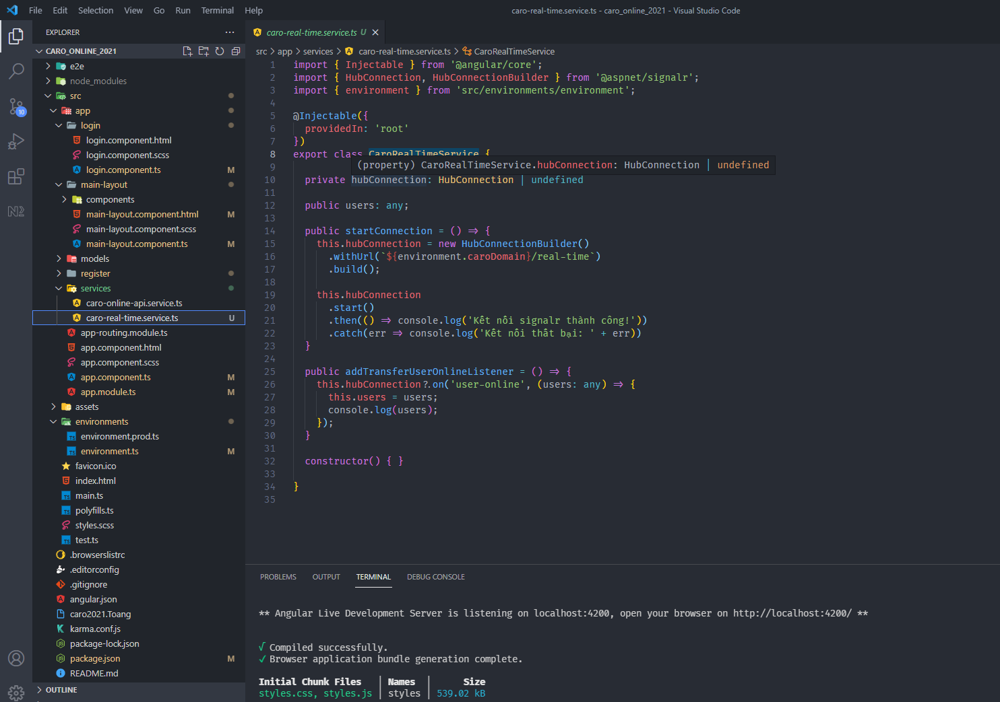 File Edit Selection View Go Run Terminal Help
caro-real-time.service.ts - caro_online_2021 - Visual Studio Code
EXPLORER
CARO_ONLINE_2021
e2e
node_modules
src
app
login
login.component.html
login.component.scss
login.component.ts M
main-layout
components
main-layout.component.html M
main-layout.component.scss
main-layout.component.ts M
models
register
services
caro-online-api.service.ts
caro-real-time.service.ts U
app-routing.module.ts
app.component.html
app.component.scss
app.component.ts M
app.module.ts M
assets
environments
environment.prod.ts
environment.ts M
favicon.ico
index.html
main.ts
polyfills.ts
styles.scss
test.ts
.browserslistrc
.editorconfig
.gitignore
angular.json
caro2021.Toang
karma.conf.js
package-lock.json
package.json M
README.md
OUTLINE
10
caro-real-time.service.ts U
src > app > services > caro-real-time.service.ts > CaroRealTimeService
1 import { Injectable } from '@angular/core';
2 import { HubConnection, HubConnectionBuilder } from '@aspnet/signalr';
3 import { environment } from 'src/environments/environment';
4
5 @Injectable({
6 providedIn: 'root'
7 })
8 export class CaroRealTimeService {
(property) CaroRealTimeService.hubConnection: HubConnection | undefined
9
10 private hubConnection: HubConnection | undefined
11
12 public users: any;
13
14 public startConnection = () => {
15 this.hubConnection = new HubConnectionBuilder()
16 .withUrl(`${environment.caroDomain}/real-time`)
17 .build();
18
19 this.hubConnection
20 .start()
21 .then(() => console.log('Kết nối signalr thành công!'))
22 .catch(err => console.log('Kết nối thất bại: ' + err))
23 }
24
25 public addTransferUserOnlineListener = () => {
26 this.hubConnection?.on('user-online', (users: any) => {
27 this.users = users;
28 console.log(users);
29 });
30 }
31
32 constructor() { }
33
34 }
35
PROBLEMS OUTPUT TERMINAL DEBUG CONSOLE
** Angular Live Development Server is listening on localhost:4200, open your browser on http://localhost:4200/ **
√ Compiled successfully.
✓ Browser application bundle generation complete.
Initial Chunk Files | Names | Size
styles.css, styles.js | styles | 539.02 kB